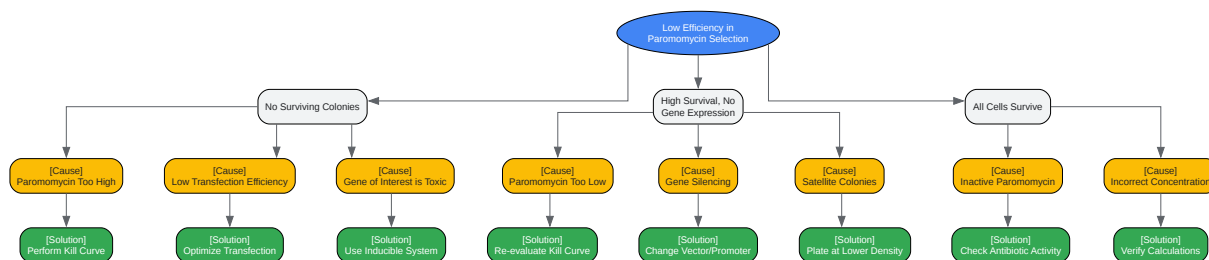 Low Efficiency in
Paromomycin Selection
No Surviving Colonies
High Survival, No
Gene Expression
All Cells Survive
[Cause]
Paromomycin Too High
[Cause]
Low Transfection Efficiency
[Cause]
Gene of Interest is Toxic
[Cause]
Paromomycin Too Low
[Cause]
Gene Silencing
[Cause]
Satellite Colonies
[Cause]
Inactive Paromomycin
[Cause]
Incorrect Concentration
[Solution]
Perform Kill Curve
[Solution]
Optimize Transfection
[Solution]
Use Inducible System
[Solution]
Re-evaluate Kill Curve
[Solution]
Change Vector/Promoter
[Solution]
Plate at Lower Density
[Solution]
Check Antibiotic Activity
[Solution]
Verify Calculations